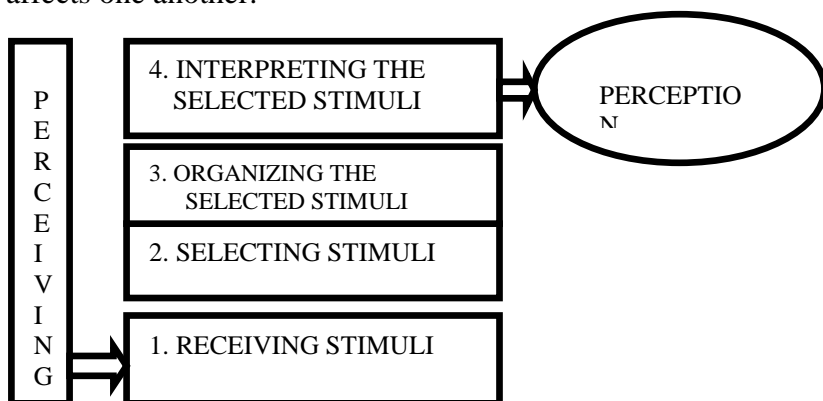 affects one another.
P
E
R
C
E
I
V
I
N
G
4. INTERPRETING THE
SELECTED STIMULI
3. ORGANIZING THE
SELECTED STIMULI
2. SELECTING STIMULI
1. RECEIVING STIMULI
PERCEPTIO
N